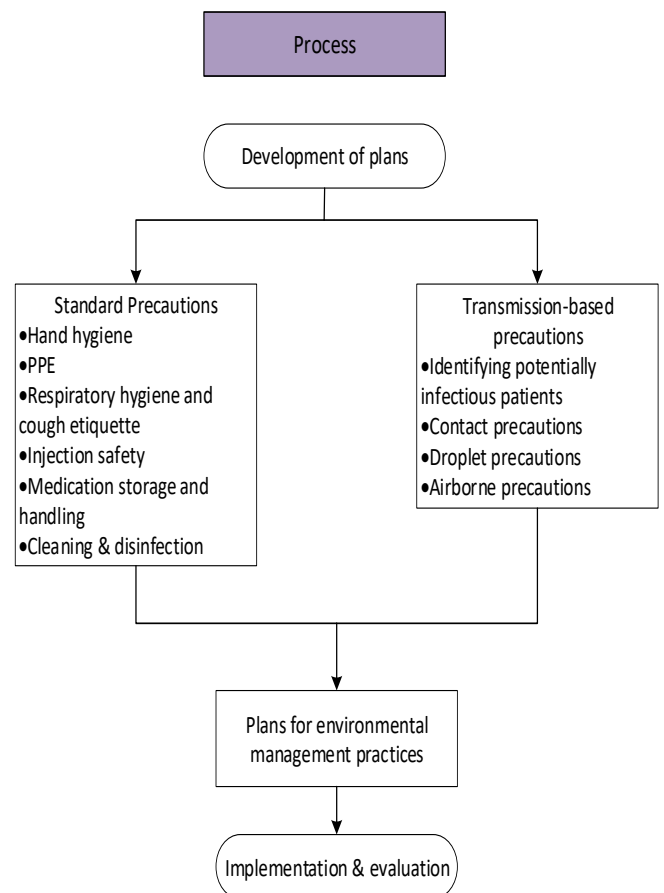 Process
Development of plans
Standard Precautions
•Hand hygiene
•PPE
•Respiratory hygiene and
cough etiquette
•Injection safety
•Medication storage and
handling
•Cleaning & disinfection
Transmission-based
precautions
•Identifying potentially
infectious patients
•Contact precautions
•Droplet precautions
•Airborne precautions
Plans for environmental
management practices
Implementation & evaluation